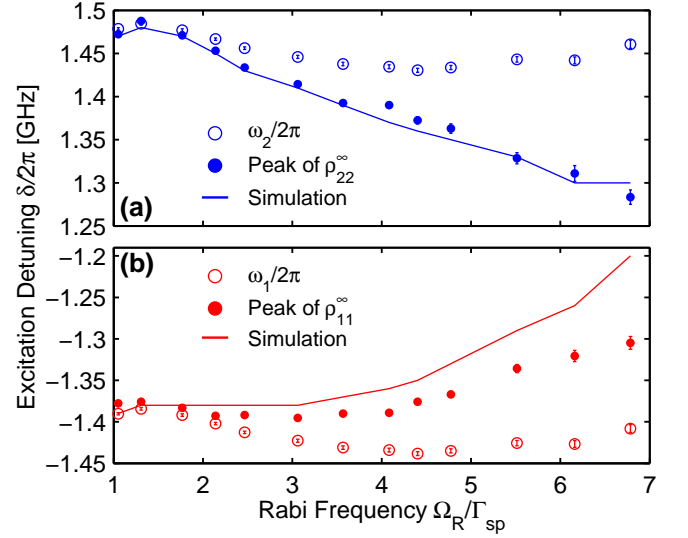 1.5
1.45
1.4
1.35
1.3
1.25
ω₂/2π
Peak of ρ₂₂^∞
Simulation
(a)
Excitation Detuning δ/2π [GHz]
−1.2
−1.25
−1.3
−1.35
−1.4
−1.45
(b)
ω₁/2π
Peak of ρ₁₁^∞
Simulation
1 2 3 4 5 6 7
Rabi Frequency Ω_R/Γ_sp